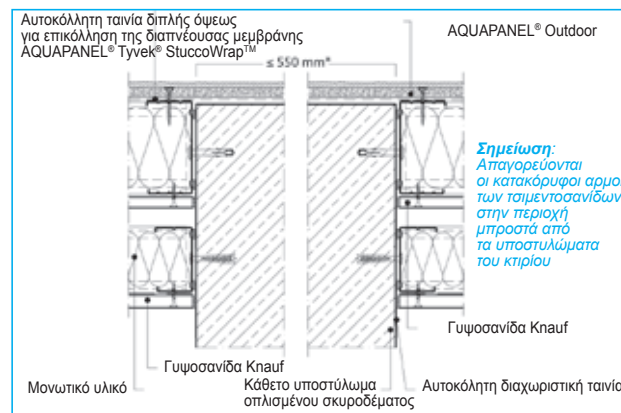 Αυτοκόλλητη ταινία διπλής όψεως
για επικόλληση της διαπνέουσας μεμβράνης
AQUAPANEL® Tyvek® StuccoWrap™
AQUAPANEL® Outdoor
≤ 550 mm*
Σημείωση:
Απαγορεύονται
οι κατακόρυφοι αρμοί
των τσιμεντοσανίδων
στην περιοχή
μπροστά από
τα υποστυλώματα
του κτιρίου
Γυψοσανίδα Knauf
Γυψοσανίδα Knauf
Μονωτικό υλικό
Κάθετο υποστύλωμα
οπλισμένου σκυροδέματος
Αυτοκόλητη διαχωριστική ταινία